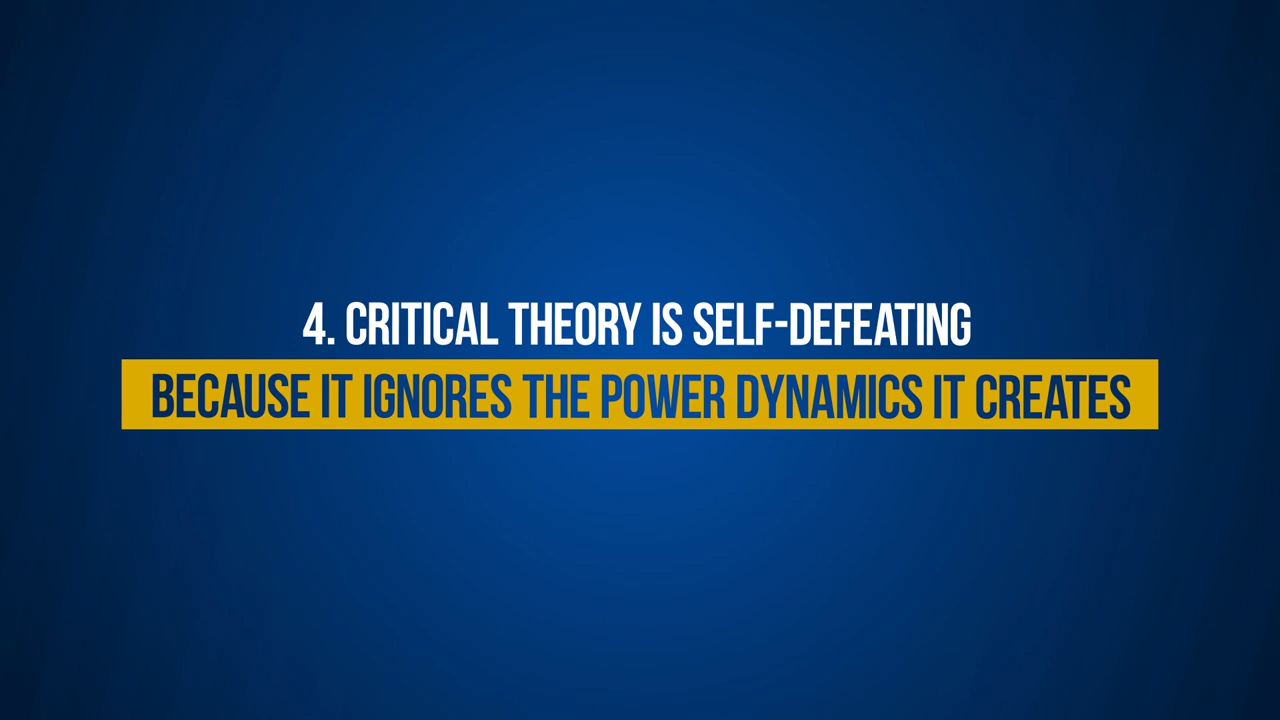 4. CRITICAL THEORY IS SELF-DEFEATING
BECAUSE IT IGNORES THE POWER DYNAMICS IT CREATES